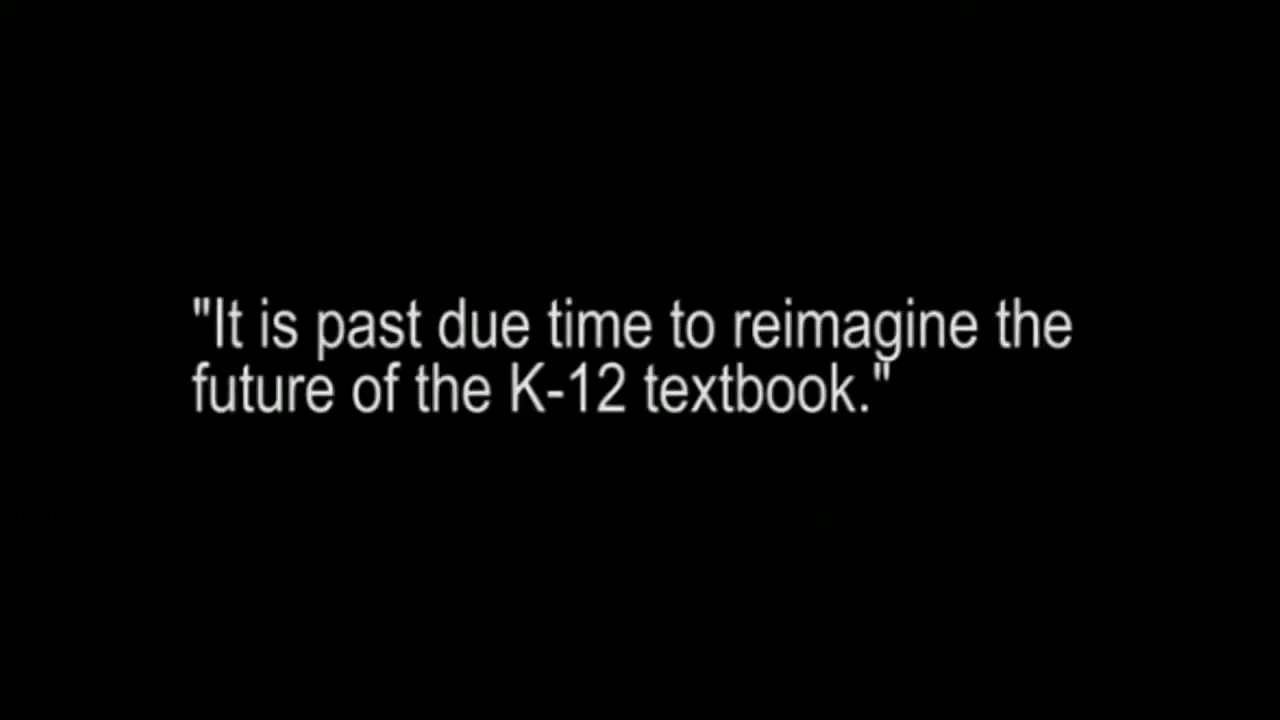 "It is past due time to reimagine the
future of the K-12 textbook."